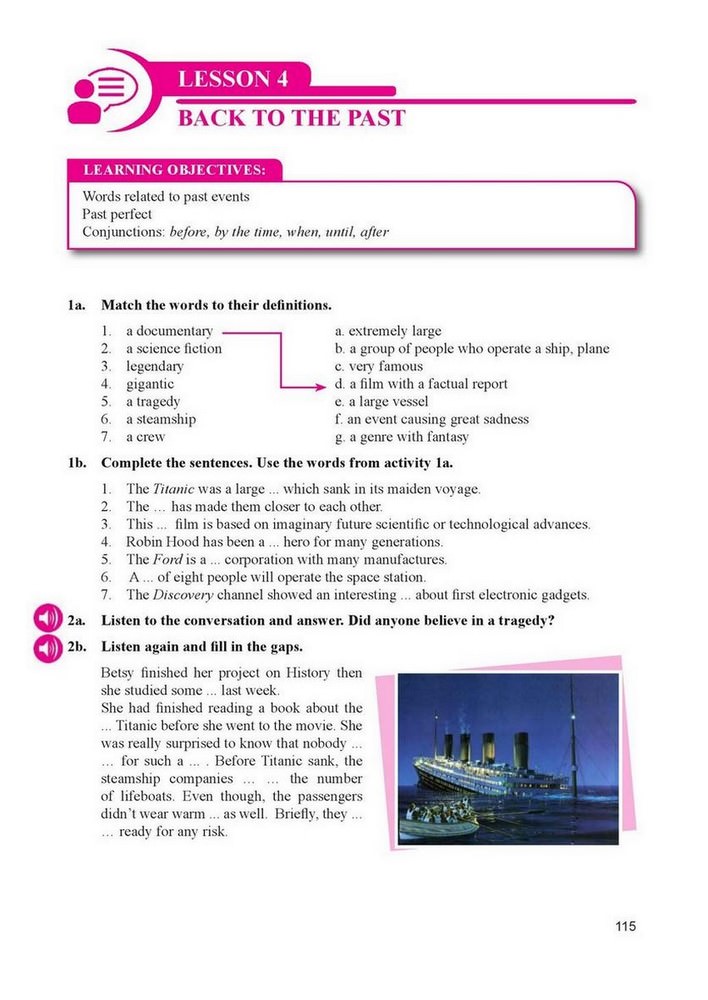 LESSON 4
BACK TO THE PAST
LEARNING OBJECTIVES:
Words related to past events
Past perfect
Conjunctions: before, by the time, when, until, after
1a. Match the words to their definitions.
1. a documentary
2. a science fiction
3. legendary
4. gigantic
5. a tragedy
6. a steamship
7. a crew
a. extremely large
b. a group of people who operate a ship, plane
c. very famous
d. a film with a factual report
e. a large vessel
f. an event causing great sadness
g. a genre with fantasy
1b. Complete the sentences. Use the words from activity 1a.
1. The Titanic was a large ... which sank in its maiden voyage.
2. The ... has made them closer to each other.
3. This ... film is based on imaginary future scientific or technological advances.
4. Robin Hood has been a ... hero for many generations.
5. The Ford is a ... corporation with many manufactures.
6. A ... of eight people will operate the space station.
7. The Discovery channel showed an interesting ... about first electronic gadgets.
2a. Listen to the conversation and answer. Did anyone believe in a tragedy?
2b. Listen again and fill in the gaps.
Betsy finished her project on History then
she studied some ... last week.
She had finished reading a book about the
... Titanic before she went to the movie. She
was really surprised to know that nobody ...
... for such a ... . Before Titanic sank, the
steamship companies ... ... the number
of lifeboats. Even though, the passengers
didn't wear warm ... as well. Briefly, they ...
... ready for any risk.
115